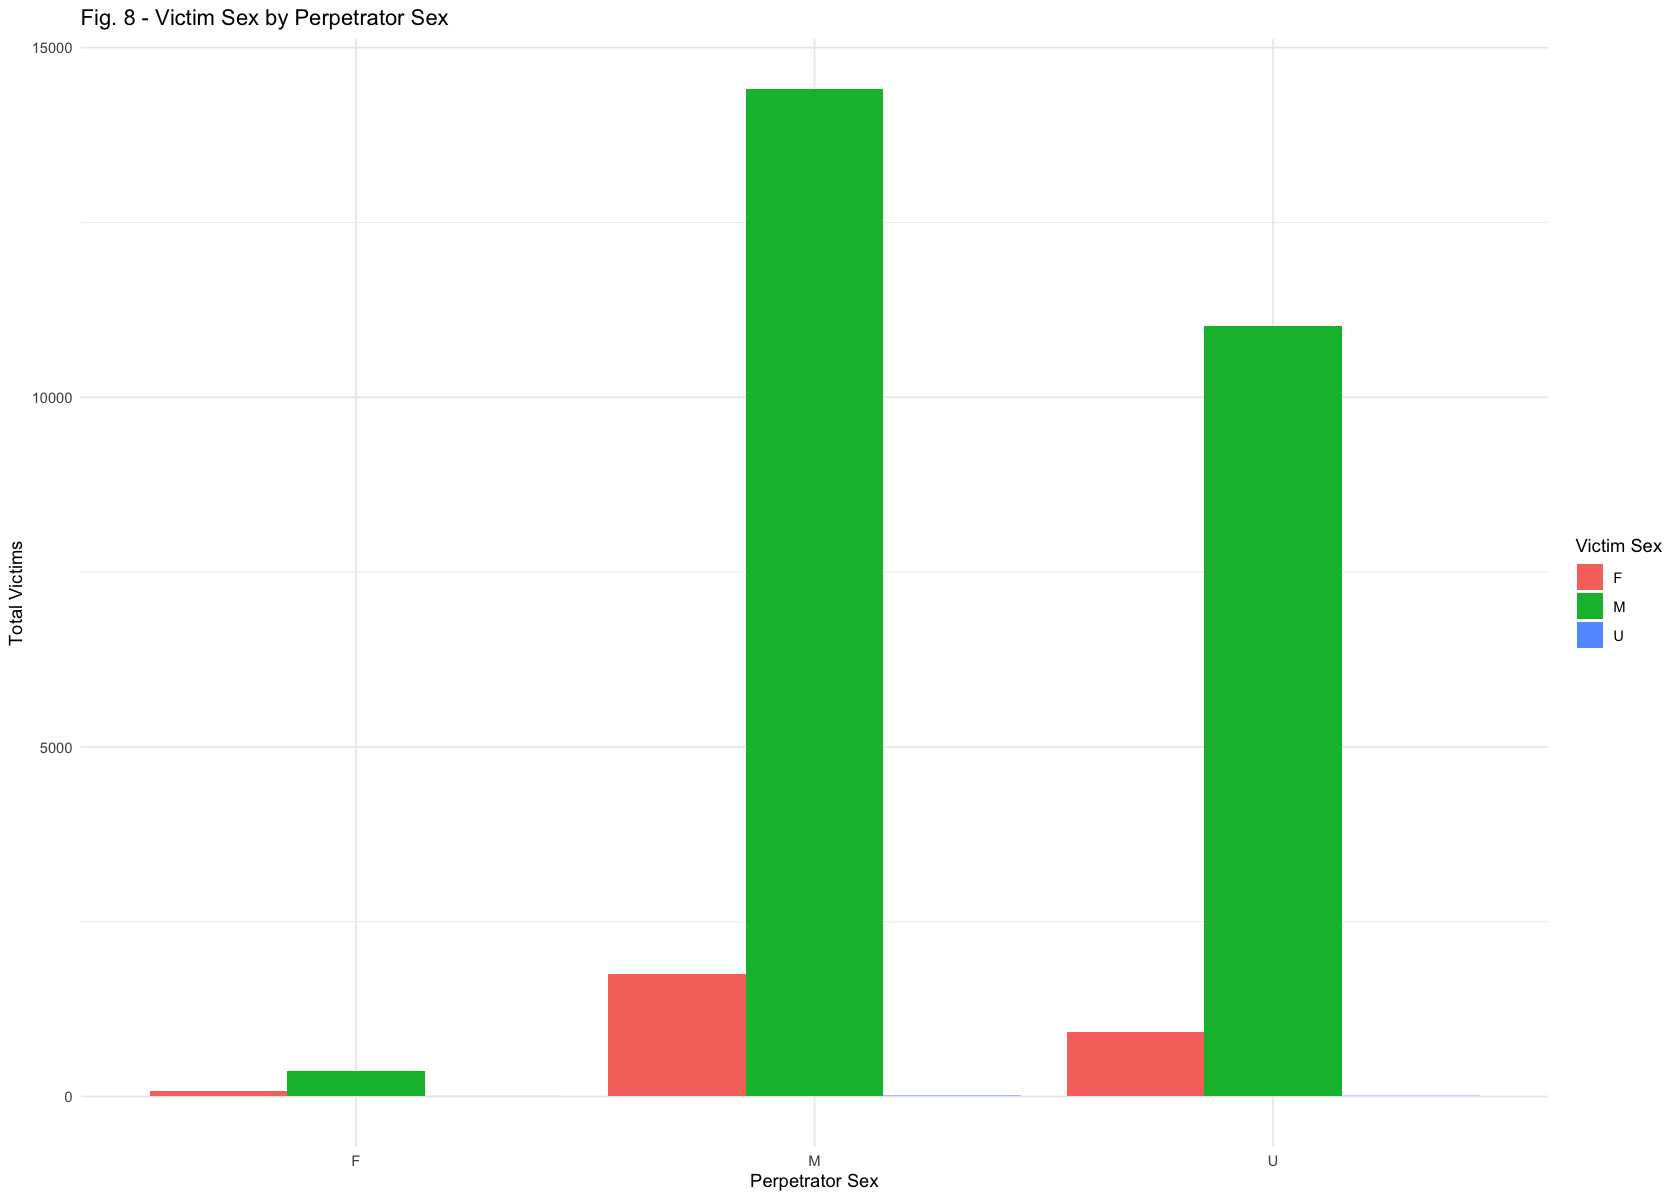 Fig. 8 - Victim Sex by Perpetrator Sex
15000
10000
5000
0
Total Victims
F
M
U
Perpetrator Sex
Victim Sex
F
M
U